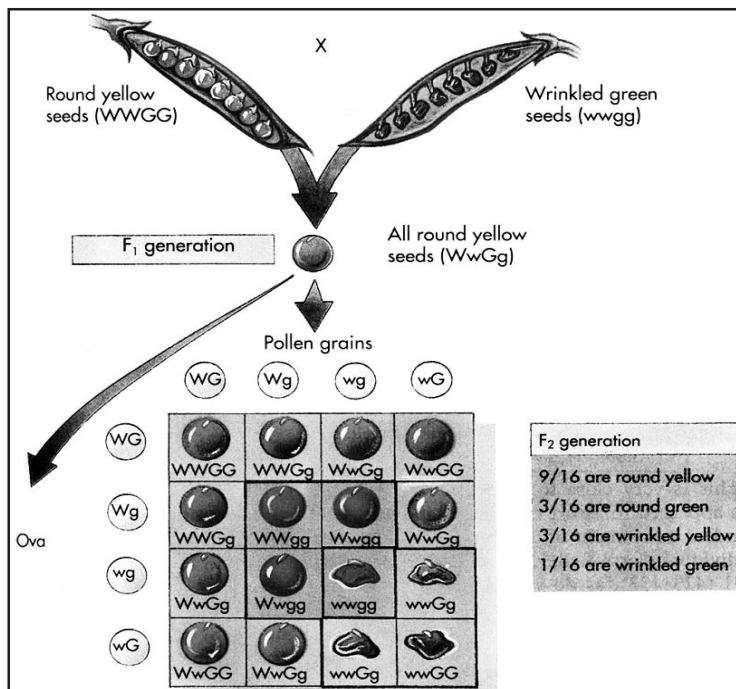 X
Round yellow
seeds (WWGG)
Wrinkled green
seeds (wwgg)
F₁ generation
All round yellow
seeds (WwGg)
Pollen grains
WG Wg wg wG
WG
WWGG WWGg WwGg WwGG
Wg
WWGg WWgg Wwgg WwGg
Ova
wg
WwGg Wwgg wwgg wwGg
wG
WwGG WwGg wwGg wwGG
F₂ generation
9/16 are round yellow
3/16 are round green
3/16 are wrinkled yellow
1/16 are wrinkled green